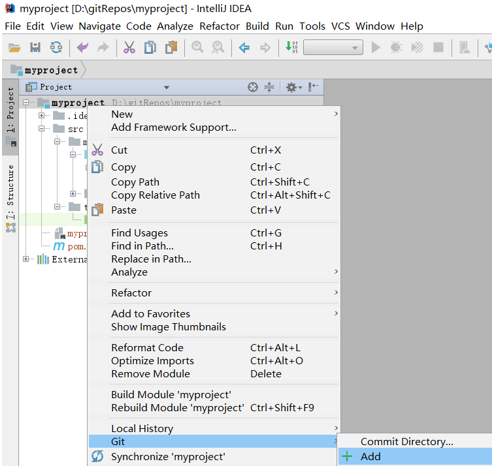 myproject [D:\gitRepos\myproject] - IntelliJ IDEA
File Edit View Navigate Code Analyze Refactor Build Run Tools VCS Window Help
myproject
Project
1: Project
Z: Structure
myproject D:\gitRepos\myproject
.ide
src
m
t
mypr
pom.
Externa
New
Add Framework Support...
Cut Ctrl+X
Copy Ctrl+C
Copy Path Ctrl+Shift+C
Copy Relative Path Ctrl+Alt+Shift+C
Paste Ctrl+V
Find Usages Ctrl+G
Find in Path... Ctrl+H
Replace in Path...
Analyze
Refactor
Add to Favorites
Show Image Thumbnails
Reformat Code Ctrl+Alt+L
Optimize Imports Ctrl+Alt+O
Remove Module Delete
Build Module 'myproject'
Rebuild Module 'myproject' Ctrl+Shift+F9
Local History
Git
Synchronize 'myproject'
Commit Directory...
Add